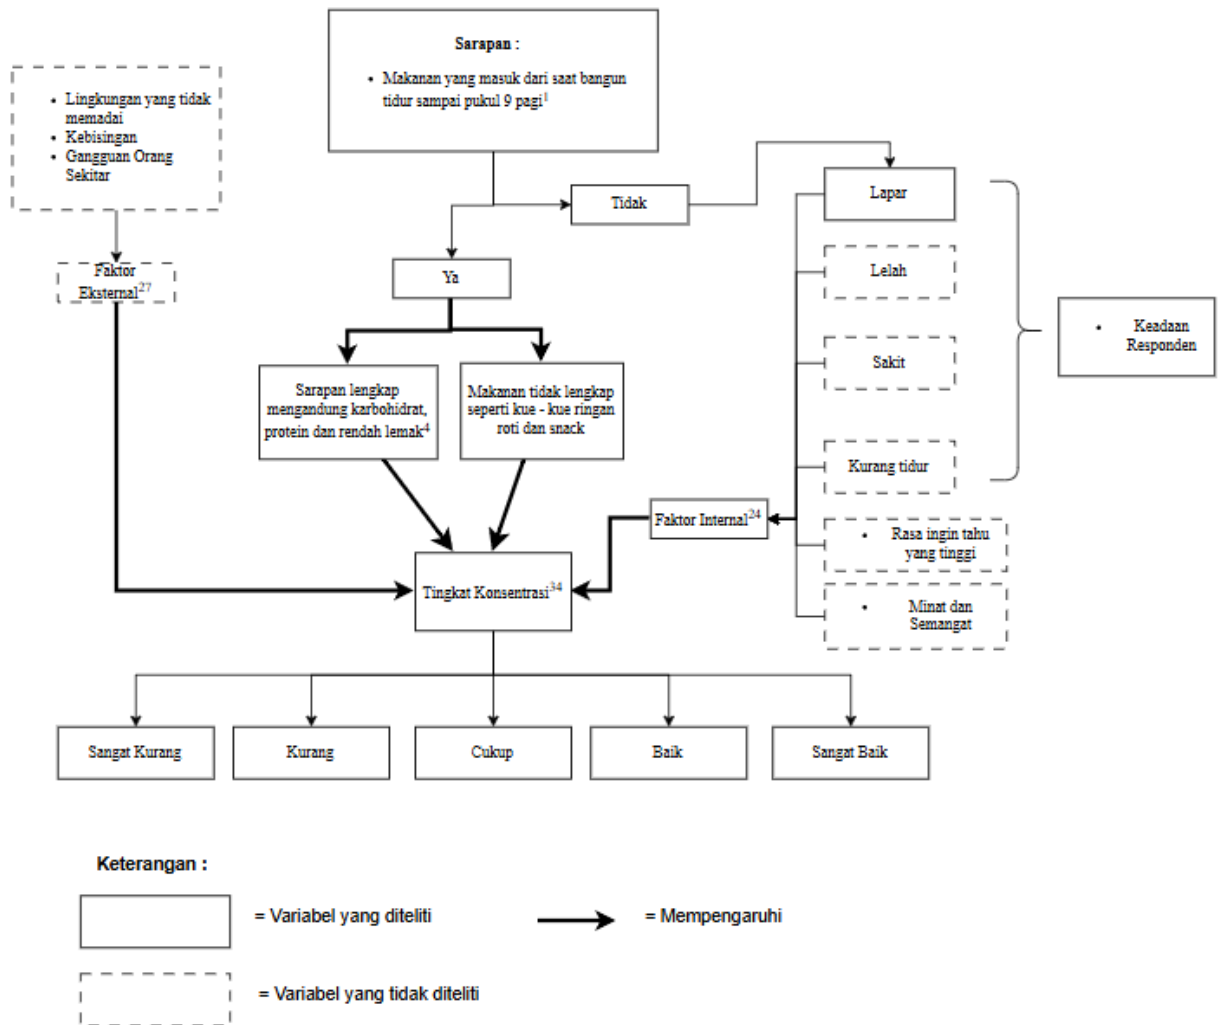 Sarapan :
• Makanan yang masuk dari saat bangun
tidur sampai pukul 9 pagi¹
• Lingkungan yang tidak
memadai
• Kebisingan
• Gangguan Orang
Sekitar
Tidak
Lapar
Faktor
Eksternal²⁷
Ya
Lelah
• Keadaan
Responden
Sakit
Sarapan lengkap
mengandung karbohidrat,
protein dan rendah lemak⁴
Makanan tidak lengkap
seperti kue - kue ringan
roti dan snack
Kurang tidur
Faktor Internal²⁴
• Rasa ingin tahu
yang tinggi
Tingkat Konsentrasi³⁴
• Minat dan
Semangat
Sangat Kurang
Kurang
Cukup
Baik
Sangat Baik
Keterangan :
= Variabel yang diteliti
= Mempengaruhi
= Variabel yang tidak diteliti